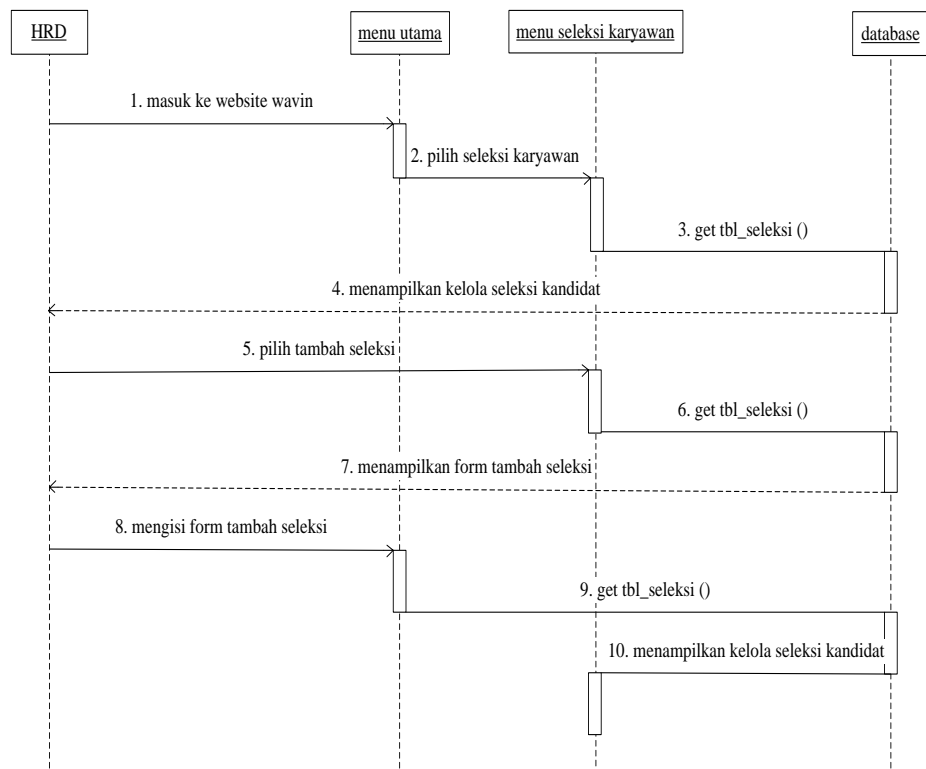 HRD
menu utama
menu seleksi karyawan
database
1. masuk ke website wavin
2. pilih seleksi karyawan
3. get tbl_seleksi ()
4. menampilkan kelola seleksi kandidat
5. pilih tambah seleksi
6. get tbl_seleksi ()
7. menampilkan form tambah seleksi
8. mengisi form tambah seleksi
9. get tbl_seleksi ()
10. menampilkan kelola seleksi kandidat